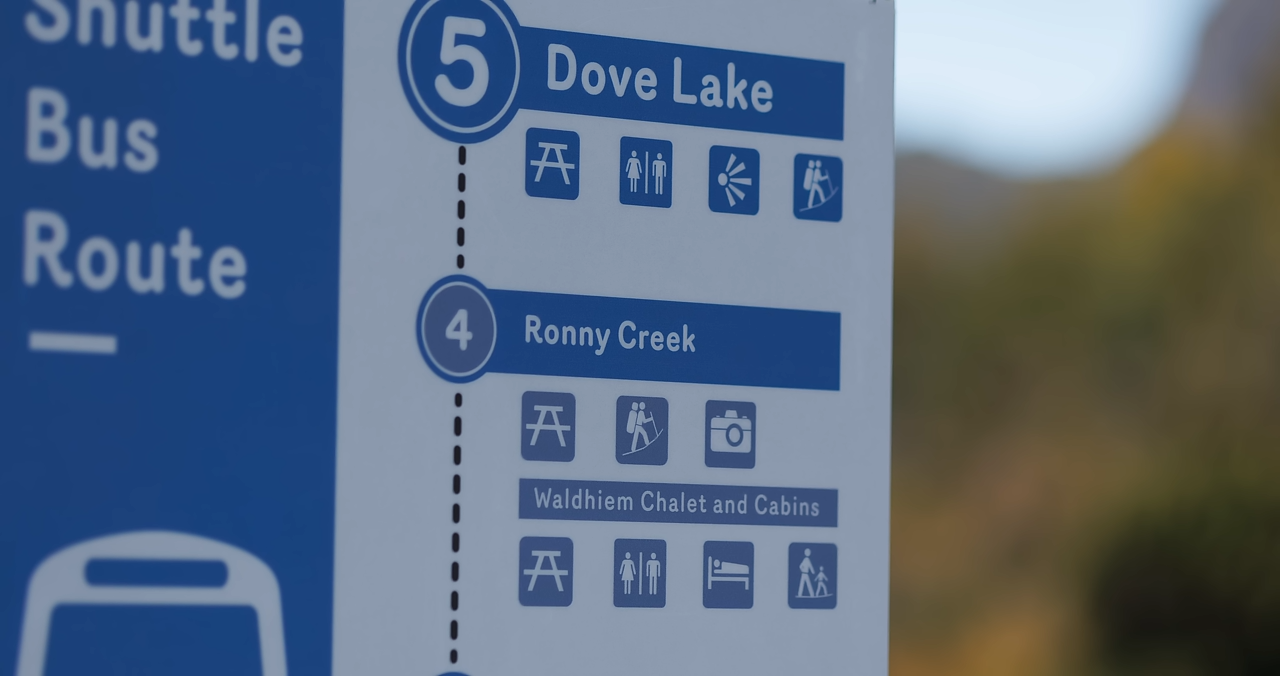 Shuttle
Bus
Route
5 Dove Lake
4 Ronny Creek
Waldhiem Chalet and Cabins